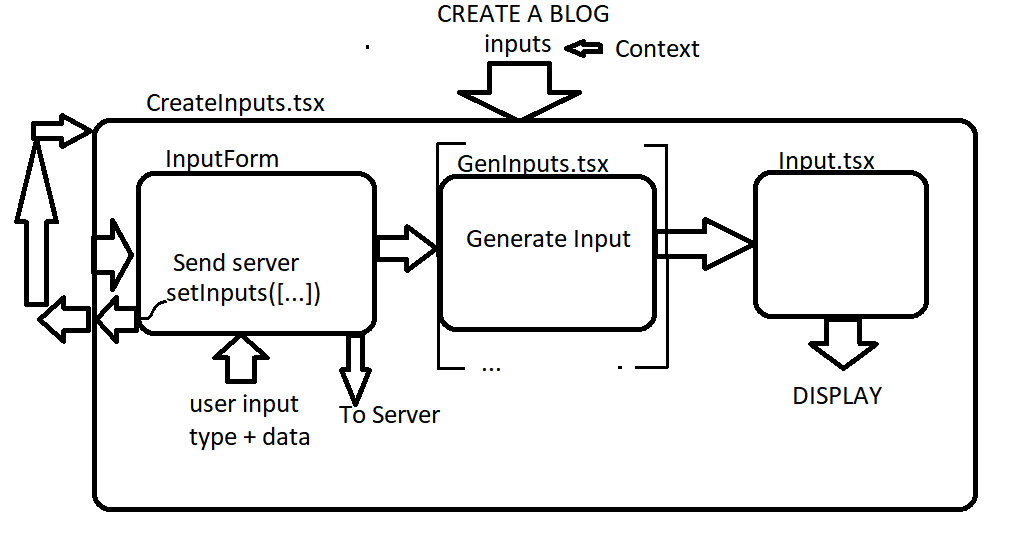 CREATE A BLOG
inputs
Context
CreateInputs.tsx
InputForm
GenInputs.tsx
Input.tsx
Generate Input
Send server
setInputs([...])
...
.
user input
type + data
To Server
DISPLAY